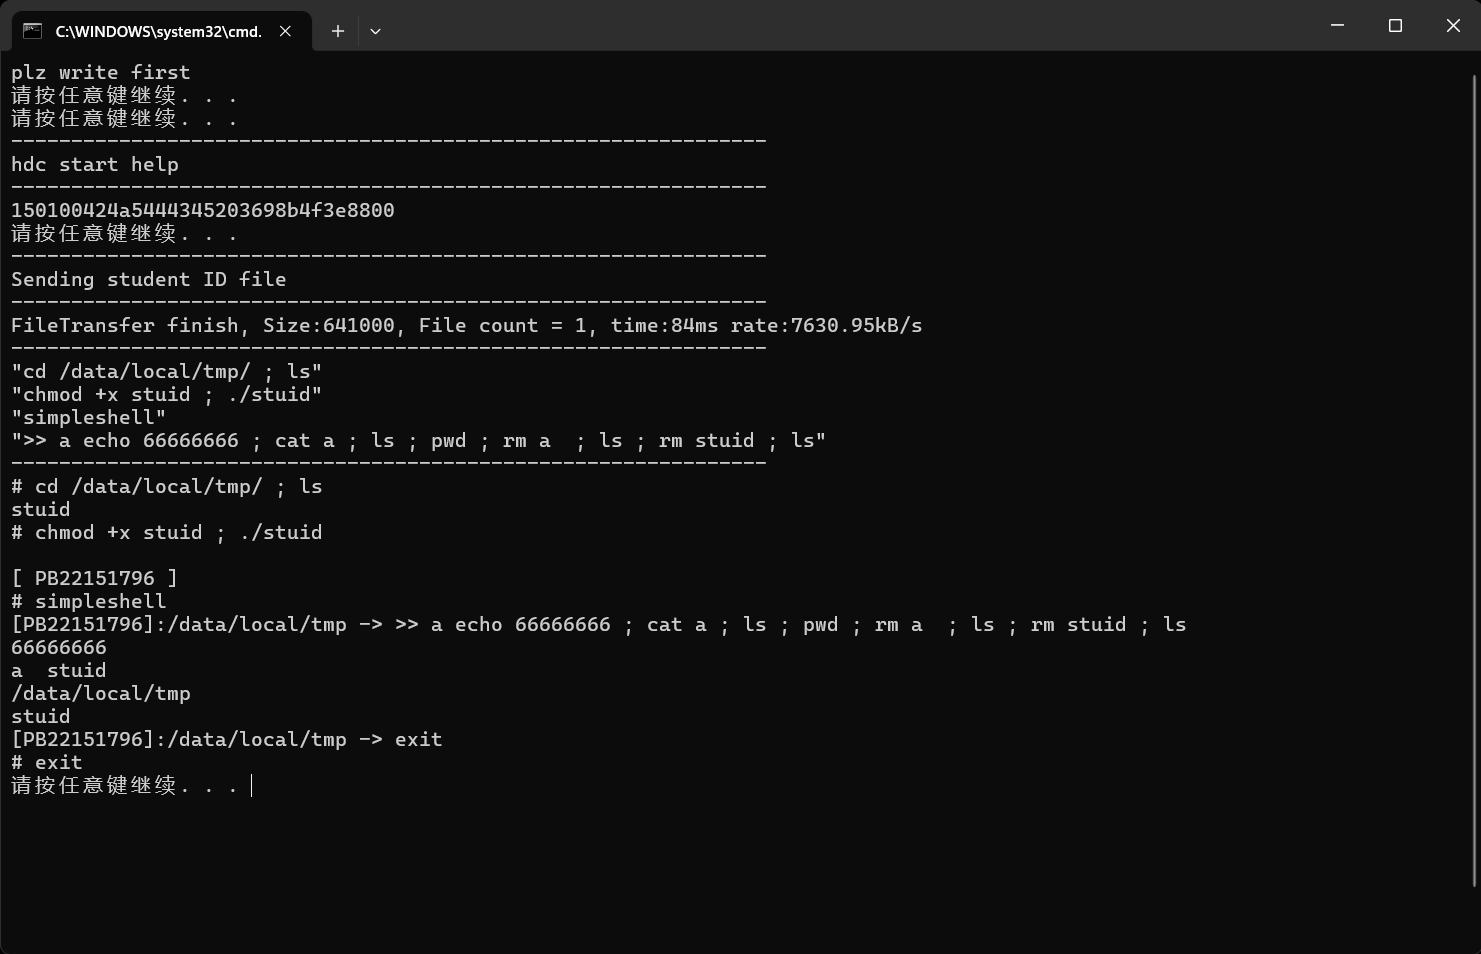 C:\WINDOWS\system32\cmd.
plz write first
请按任意键继续. . .
请按任意键继续. . .
---------------------------------------------------------------
hdc start help
---------------------------------------------------------------
150100424a5444345203698b4f3e8800
请按任意键继续. . .
---------------------------------------------------------------
Sending student ID file
---------------------------------------------------------------
FileTransfer finish, Size:641000, File count = 1, time:84ms rate:7630.95kB/s
---------------------------------------------------------------
"cd /data/local/tmp/ ; ls"
"chmod +x stuid ; ./stuid"
"simpleshell"
">> a echo 66666666 ; cat a ; ls ; pwd ; rm a  ; ls ; rm stuid ; ls"
---------------------------------------------------------------
# cd /data/local/tmp/ ; ls
stuid
# chmod +x stuid ; ./stuid
[ PB22151796 ]
# simpleshell
[PB22151796]:/data/local/tmp -> >> a echo 66666666 ; cat a ; ls ; pwd ; rm a  ; ls ; rm stuid ; ls
66666666
a  stuid
/data/local/tmp
stuid
[PB22151796]:/data/local/tmp -> exit
# exit
请按任意键继续. . .